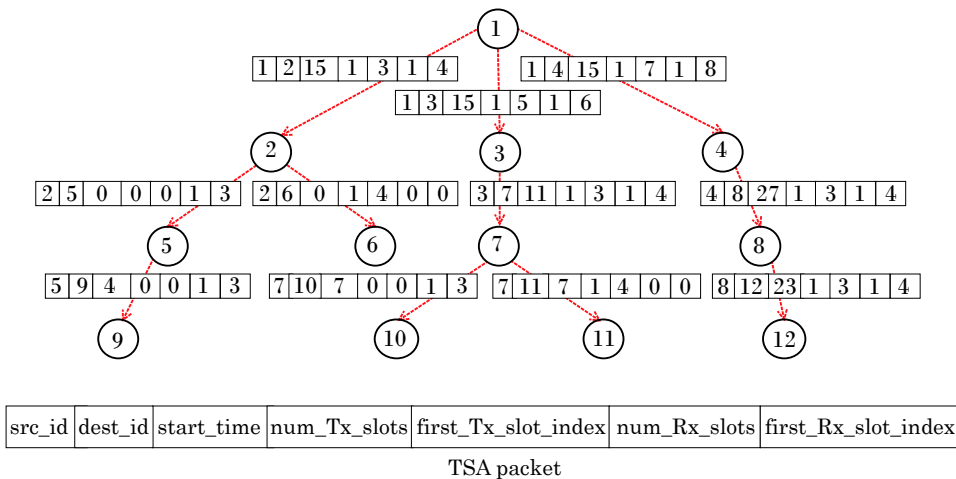 1
1 2 15 1 3 1 4
1 4 15 1 7 1 8
1 3 15 1 5 1 6
2
3
4
2 5 0 0 0 1 3
2 6 0 1 4 0 0
3 7 11 1 3 1 4
4 8 27 1 3 1 4
5
6
7
8
5 9 4 0 0 1 3
7 10 7 0 0 1 3
7 11 7 1 4 0 0
8 12 23 1 3 1 4
9
10
11
12
src_id dest_id start_time num_Tx_slots first_Tx_slot_index num_Rx_slots first_Rx_slot_index
TSA packet